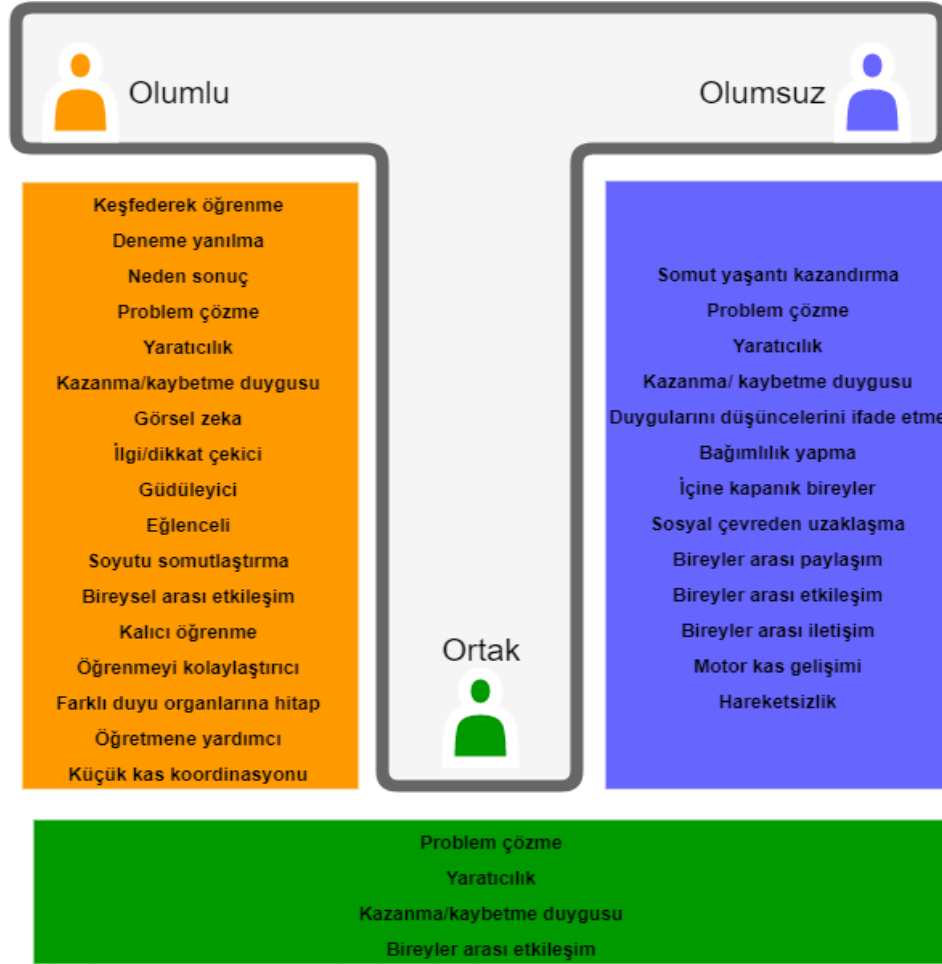 Olumlu
Olumsuz
Keşfederek öğrenme
Deneme yanılma
Neden sonuç
Problem çözme
Yaratıcılık
Kazanma/kaybetme duygusu
Görsel zeka
İlgi/dikkat çekici
Güdüleyici
Eğlenceli
Soyutu somutlaştırma
Bireysel arası etkileşim
Kalıcı öğrenme
Öğrenmeyi kolaylaştırıcı
Farklı duyu organlarına hitap
Öğretmene yardımcı
Küçük kas koordinasyonu
Somut yaşantı kazandırma
Problem çözme
Yaratıcılık
Kazanma/ kaybetme duygusu
Duygularını düşüncelerini ifade etme
Bağımlılık yapma
İçine kapanık bireyler
Sosyal çevreden uzaklaşma
Bireyler arası paylaşım
Bireyler arası etkileşim
Bireyler arası iletişim
Motor kas gelişimi
Hareketsizlik
Ortak
Problem çözme
Yaratıcılık
Kazanma/kaybetme duygusu
Bireyler arası etkileşim